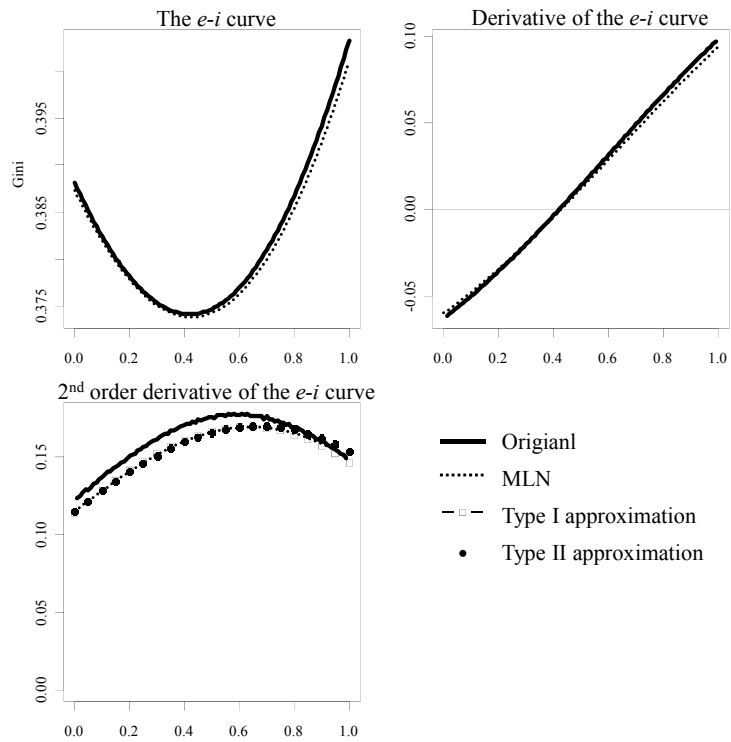 The e-i curve
Gini
0.395
0.385
0.375
0.0 0.2 0.4 0.6 0.8 1.0
Derivative of the e-i curve
0.10
0.05
0.00
-0.05
0.0 0.2 0.4 0.6 0.8 1.0
2nd order derivative of the e-i curve
0.15
0.10
0.05
0.00
0.0 0.2 0.4 0.6 0.8 1.0
Origianl
MLN
Type I approximation
Type II approximation